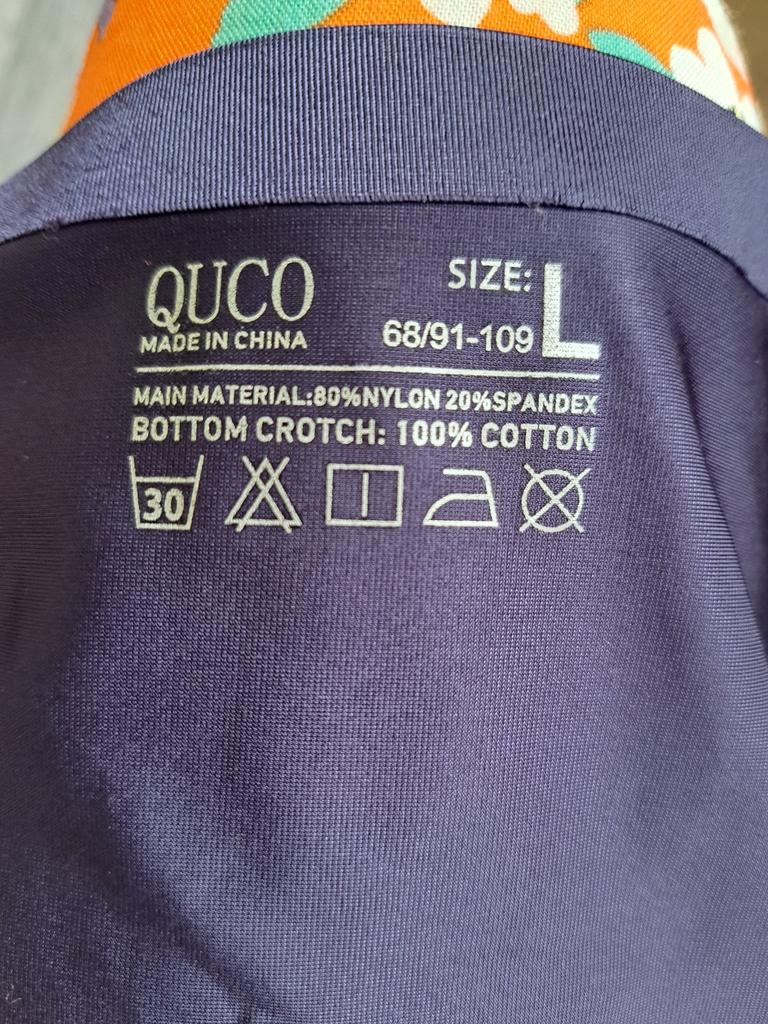 QUCO
MADE IN CHINA
SIZE: L
68/91-109
MAIN MATERIAL:80%NYLON 20%SPANDEX
BOTTOM CROTCH: 100% COTTON
30